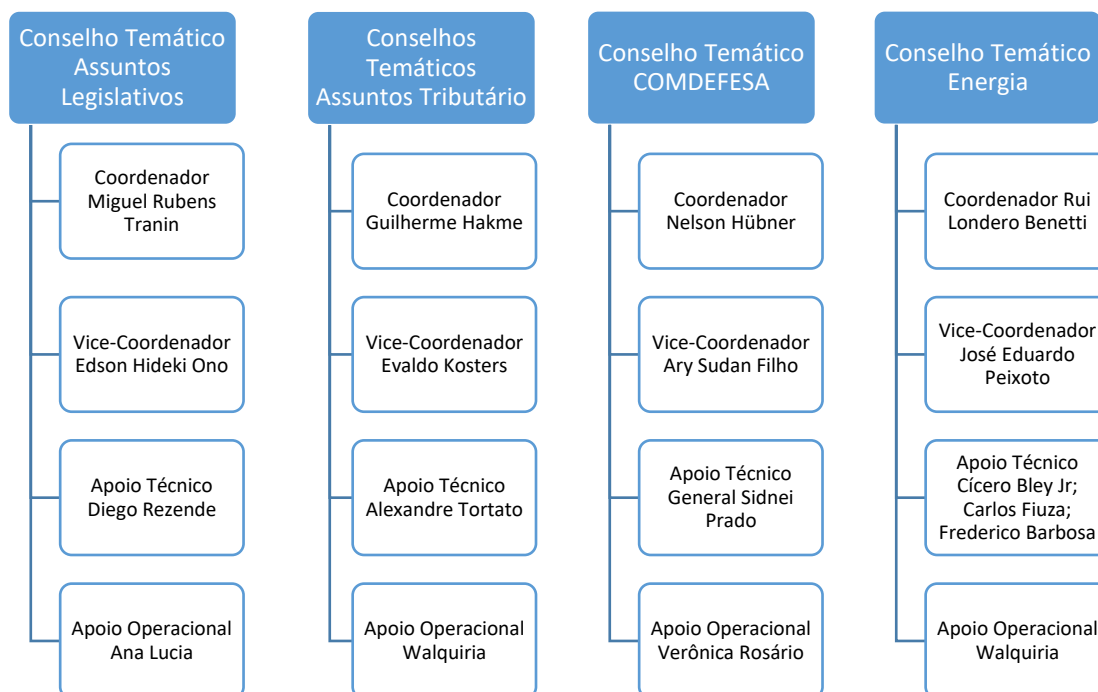 Conselho Temático
Assuntos
Legislativos
Coordenador
Miguel Rubens
Tranin
Vice-Coordenador
Edson Hideki Ono
Apoio Técnico
Diego Rezende
Apoio Operacional
Ana Lucia
Conselhos
Temáticos
Assuntos Tributário
Coordenador
Guilherme Hakme
Vice-Coordenador
Evaldo Kosters
Apoio Técnico
Alexandre Tortato
Apoio Operacional
Walquiria
Conselho Temático
COMDEFESA
Coordenador
Nelson Hübner
Vice-Coordenador
Ary Sudan Filho
Apoio Técnico
General Sidnei
Prado
Apoio Operacional
Verônica Rosário
Conselho Temático
Energia
Coordenador Rui
Londero Benetti
Vice-Coordenador
José Eduardo
Peixoto
Apoio Técnico
Cícero Bley Jr;
Carlos Fiuza;
Frederico Barbosa
Apoio Operacional
Walquiria